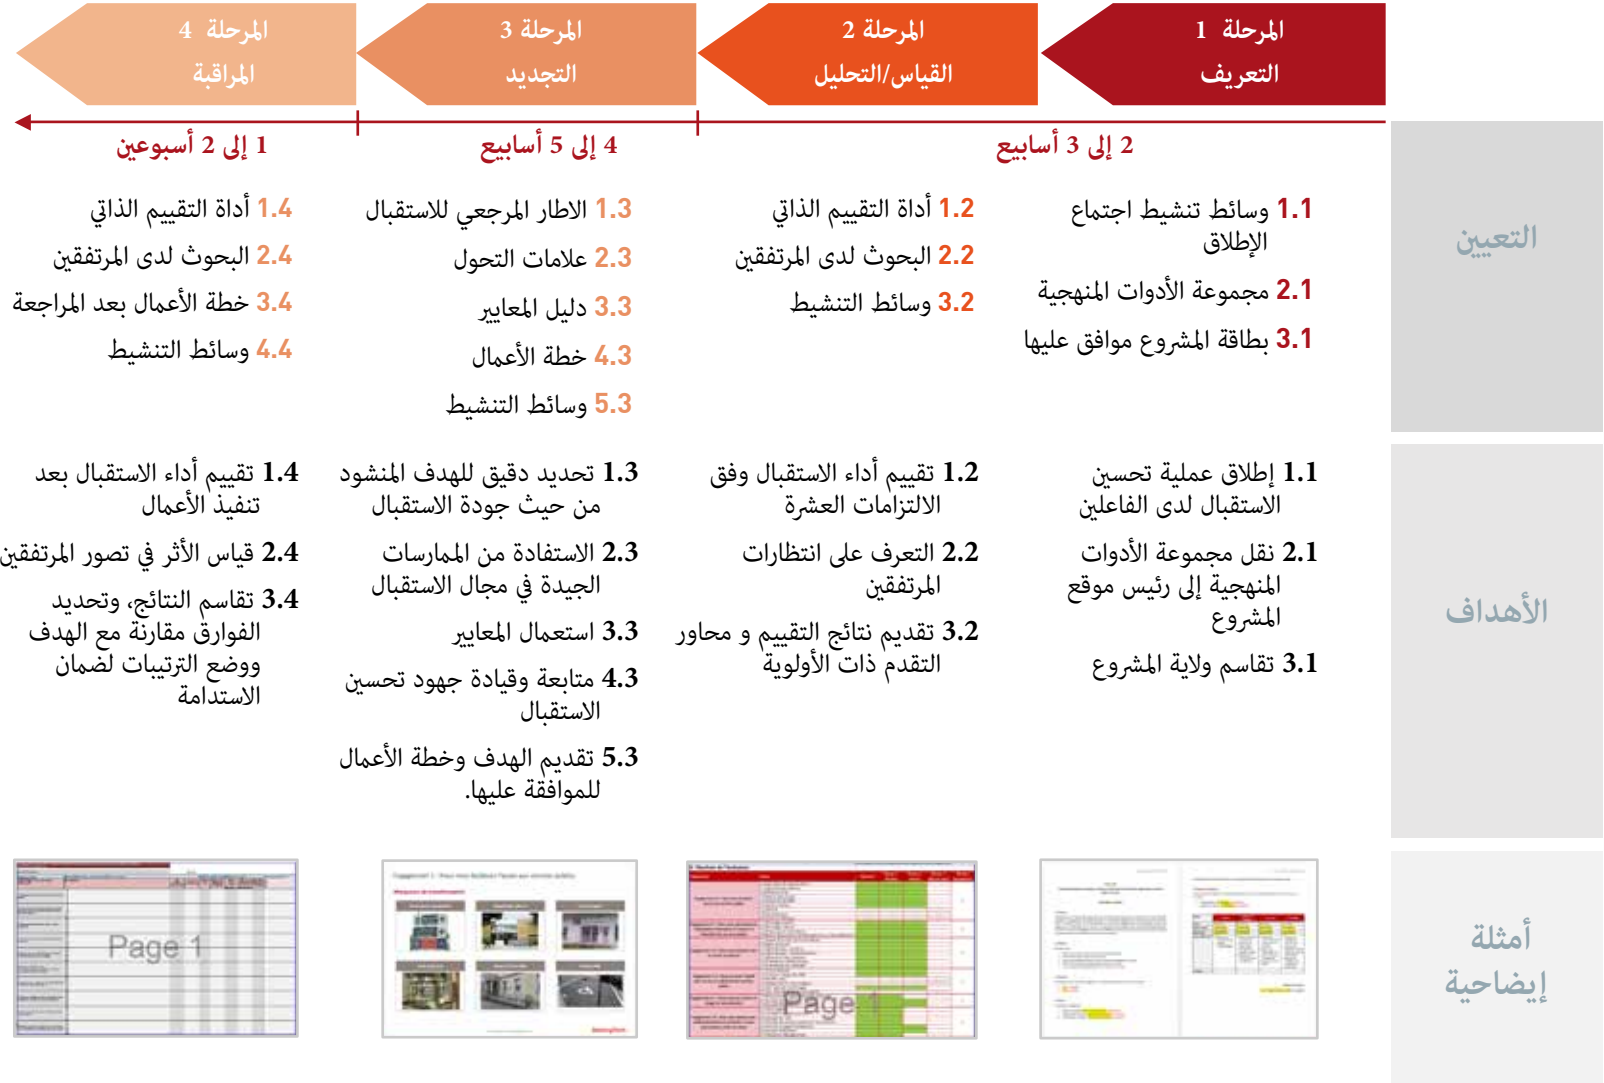 المرحلة 1
التعريف
المرحلة 2
القياس/التحليل
المرحلة 3
التجديد
المرحلة 4
المراقبة
2 إلى 3 أسابيع
4 إلى 5 أسابيع
1 إلى 2 أسبوعين
التعيين
1.1 وسائط تنشيط اجتماع
الإطلاق
2.1 مجموعة الأدوات المنهجية
3.1 بطاقة المشروع موافق عليها
1.2 أداة التقييم الذاتي
2.2 البحوث لدى المرتفقين
3.2 وسائط التنشيط
1.3 الاطار المرجعي للاستقبال
2.3 علامات التحول
3.3 دليل المعايير
4.3 خطة الأعمال
5.3 وسائط التنشيط
1.4 أداة التقييم الذاتي
2.4 البحوث لدى المرتفقين
3.4 خطة الأعمال بعد المراجعة
4.4 وسائط التنشيط
الأهداف
1.1 إطلاق عملية تحسين
الاستقبال لدى الفاعلين
2.1 نقل مجموعة الأدوات
المنهجية إلى رئيس موقع
المشروع
3.1 تقاسم ولاية المشروع
1.2 تقييم أداء الاستقبال وفق
الالتزامات العشرة
2.2 التعرف على انتظارات
المرتفقين
3.2 تقديم نتائج التقييم و محاور
التقدم ذات الأولوية
1.3 تحديد دقيق للهدف المنشود
من حيث جودة الاستقبال
2.3 الاستفادة من الممارسات
الجيدة في مجال الاستقبال
3.3 استعمال المعايير
4.3 متابعة وقيادة جهود تحسين
الاستقبال
5.3 تقديم الهدف وخطة الأعمال
للموافقة عليها.
1.4 تقييم أداء الاستقبال بعد
تنفيذ الأعمال
2.4 قياس الأثر في تصور المرتفقين
3.4 تقاسم النتائج، وتحديد
الفوارق مقارنة مع الهدف
ووضع الترتيبات لضمان
الاستدامة
أمثلة
إيضاحية
Page 1
Page 1